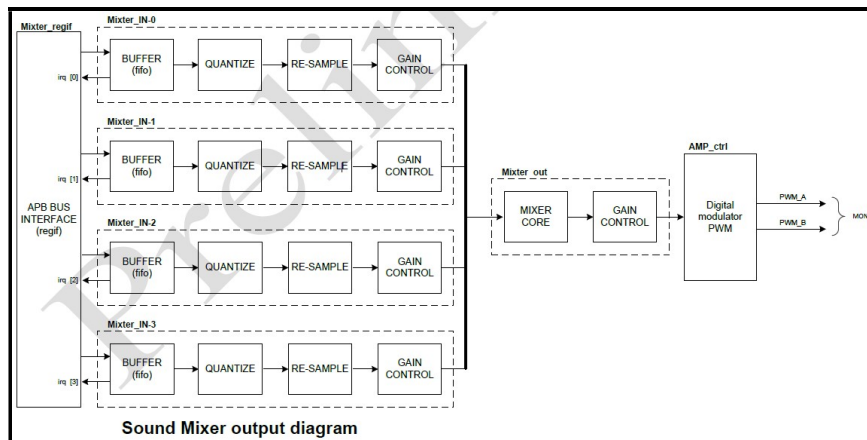 Mixter_regif
APB BUS
INTERFACE
(regif)
irq [0]
irq [1]
irq [2]
irq [3]
Mixter_IN-0
BUFFER
(fifo)
QUANTIZE
RE-SAMPLE
GAIN
CONTROL
Mixter_IN-1
BUFFER
(fifo)
QUANTIZE
RE-SAMPLE
GAIN
CONTROL
Mixter_IN-2
BUFFER
(fifo)
QUANTIZE
RE-SAMPLE
GAIN
CONTROL
Mixter_IN-3
BUFFER
(fifo)
QUANTIZE
RE-SAMPLE
GAIN
CONTROL
Mixter_out
MIXER
CORE
GAIN
CONTROL
AMP_ctrl
Digital
modulator
PWM
PWM_A
PWM_B
MON
Sound Mixer output diagram
Prelin